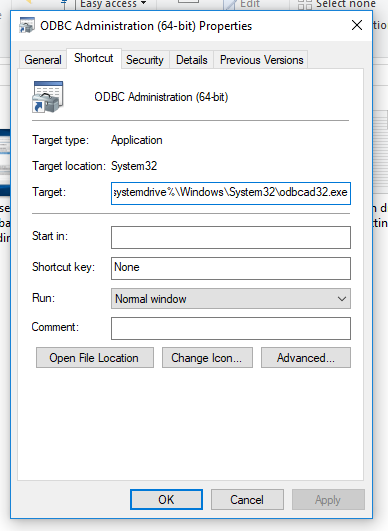 Easy access
Edit
Select none
ODBC Administration (64-bit) Properties
General
Shortcut
Security
Details
Previous Versions
ODBC Administration (64-bit)
Target type: Application
Target location: System32
Target: systemdrive%\Windows\System32\odbcad32.exe
Start in:
Shortcut key: None
Run: Normal window
Comment:
Open File Location
Change Icon...
Advanced...
OK
Cancel
Apply